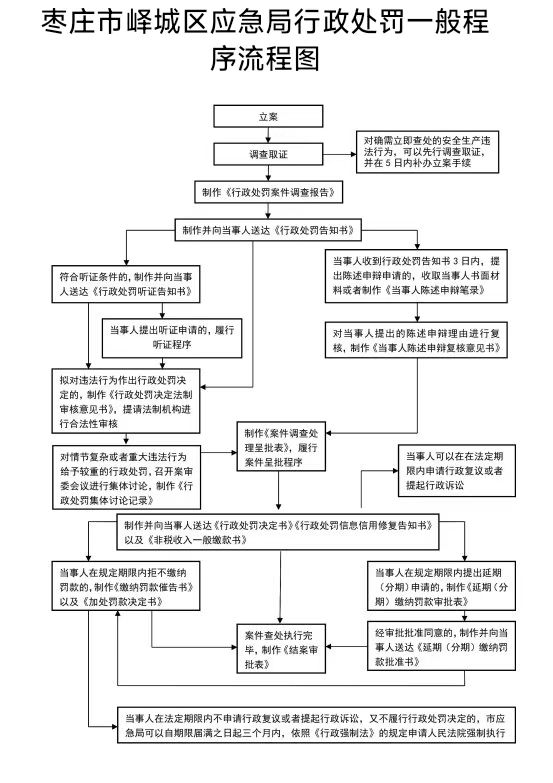 枣庄市峄城区应急局行政处罚一般程
序流程图
立案
调查取证
对确需立即查处的安全生产违
法行为，可以先行调查取证，
并在 5 日内补办立案手续
制作《行政处罚案件调查报告》
制作并向当事人送达《行政处罚告知书》
符合听证条件的，制作并向当事
人送达《行政处罚听证告知书》
当事人收到行政处罚告知书 3 日内，提
出陈述申辩申请的，收取当事人书面材
料或者制作《当事人陈述申辩笔录》
当事人提出听证申请的，履行
听证程序
对当事人提出的陈述申辩理由进行复
核，制作《当事人陈述申辩复核意见书》
拟对违法行为作出行政处罚决
定的，制作《行政处罚决定法制
审核意见书》，提请法制机构进
行合法性审核
制作《案件调查处
理呈批表》，履行
案件呈批程序
对情节复杂或者重大违法行为
给予较重的行政处罚，召开案审
委会议进行集体讨论，制作《行
政处罚集体讨论记录》
当事人可以在在法定期
限内申请行政复议或者
提起行政诉讼
制作并向当事人送达《行政处罚决定书》《行政处罚信息信用修复告知书》
以及《非税收入一般缴款书》
当事人在规定期限内拒不缴纳
罚款的，制作《缴纳罚款催告书》
以及《加处罚款决定书》
当事人在规定期限内提出延期
（分期）申请的，制作《延期（分
期）缴纳罚款审批表》
案件查处执行完
毕，制作《结案审
批表》
经审批批准同意的，制作并向当
事人送达《延期（分期）缴纳罚
款批准书》
当事人在法定期限内不申请行政复议或者提起行政诉讼，又不履行行政处罚决定的，市应
急局可以自期限届满之日起三个月内，依照《行政强制法》的规定申请人民法院强制执行